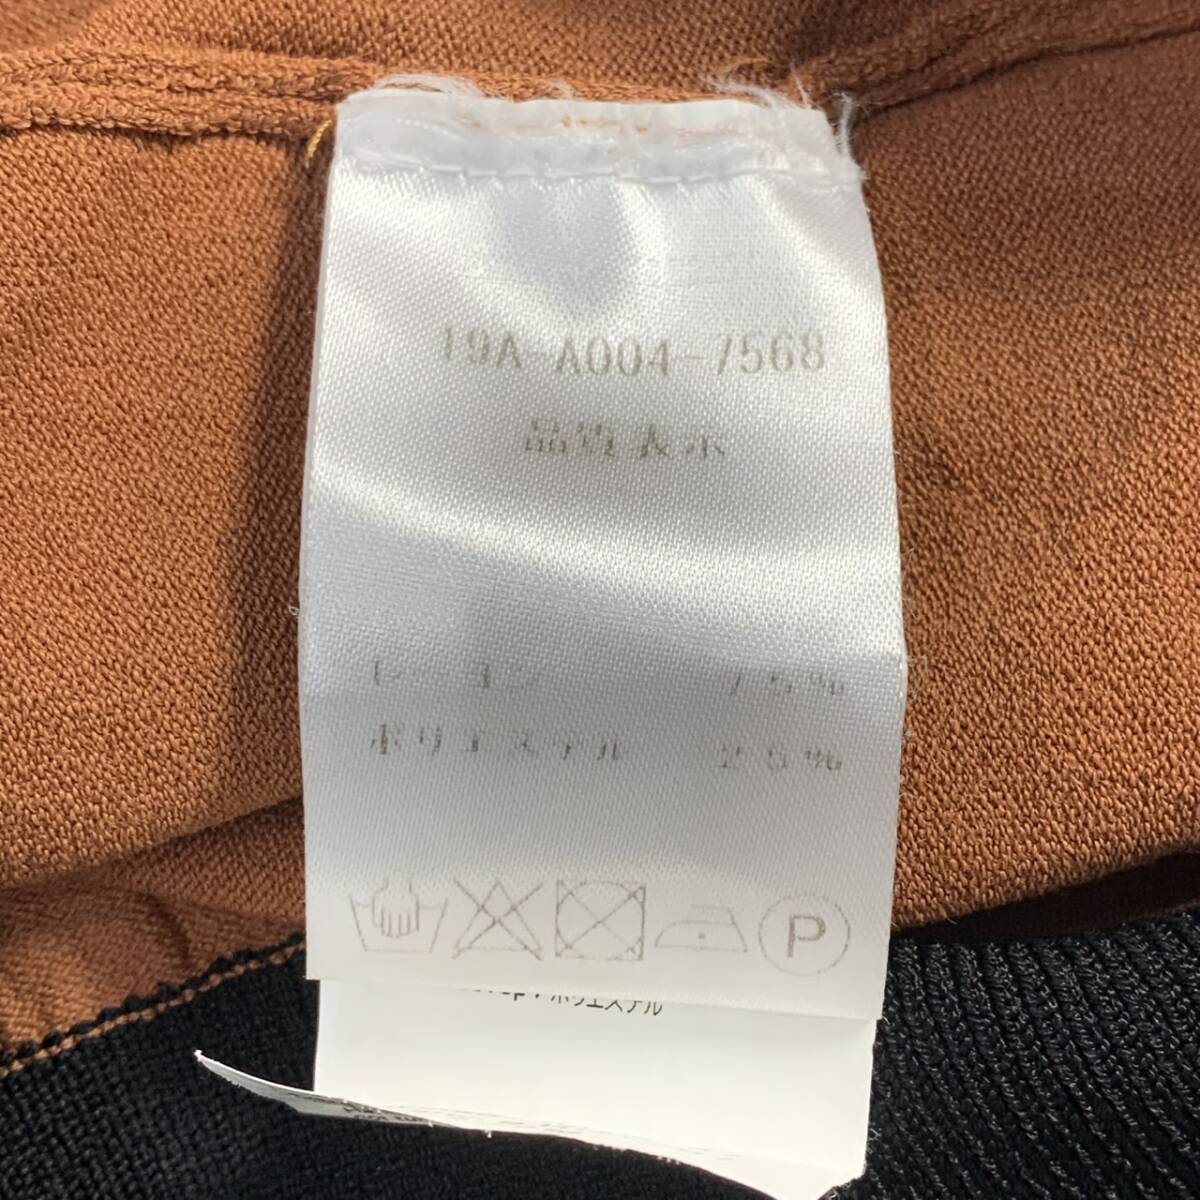 19A A004-7568
品質表示
レーヨン 75%
ポリエステル 25%
P
ポリエステル